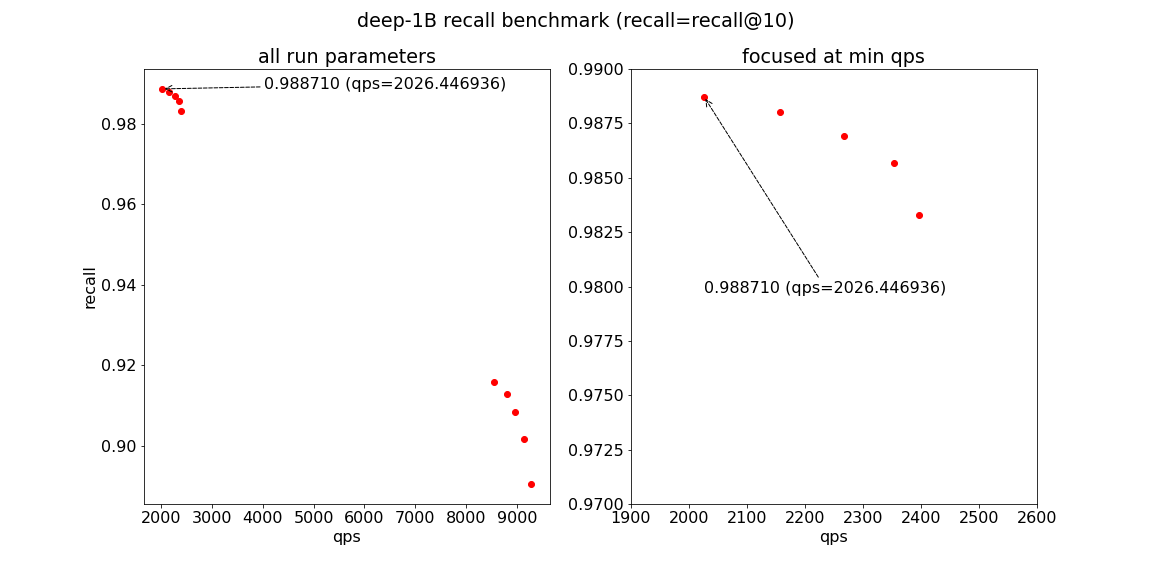 deep-1B recall benchmark (recall=recall@10)
all run parameters
0.988710 (qps=2026.446936)
0.98
0.96
0.94
0.92
0.90
recall
2000 3000 4000 5000 6000 7000 8000 9000
qps
focused at min qps
0.9900
0.9875
0.9850
0.9825
0.9800
0.9775
0.9750
0.9725
0.9700
0.988710 (qps=2026.446936)
1900 2000 2100 2200 2300 2400 2500 2600
qps